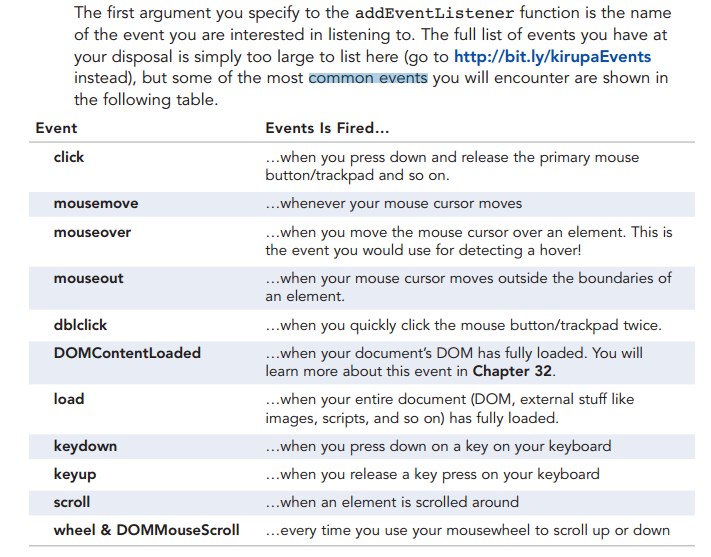 The first argument you specify to the addEventListener function is the name
of the event you are interested in listening to. The full list of events you have at
your disposal is simply too large to list here (go to http://bit.ly/kirupaEvents
instead), but some of the most common events you will encounter are shown in
the following table.
Event Events Is Fired…
click …when you press down and release the primary mouse
button/trackpad and so on.
mousemove …whenever your mouse cursor moves
mouseover …when you move the mouse cursor over an element. This is
the event you would use for detecting a hover!
mouseout …when your mouse cursor moves outside the boundaries of
an element.
dblclick …when you quickly click the mouse button/trackpad twice.
DOMContentLoaded …when your document’s DOM has fully loaded. You will
learn more about this event in Chapter 32.
load …when your entire document (DOM, external stuff like
images, scripts, and so on) has fully loaded.
keydown …when you press down on a key on your keyboard
keyup …when you release a key press on your keyboard
scroll …when an element is scrolled around
wheel & DOMMouseScroll …every time you use your mousewheel to scroll up or down